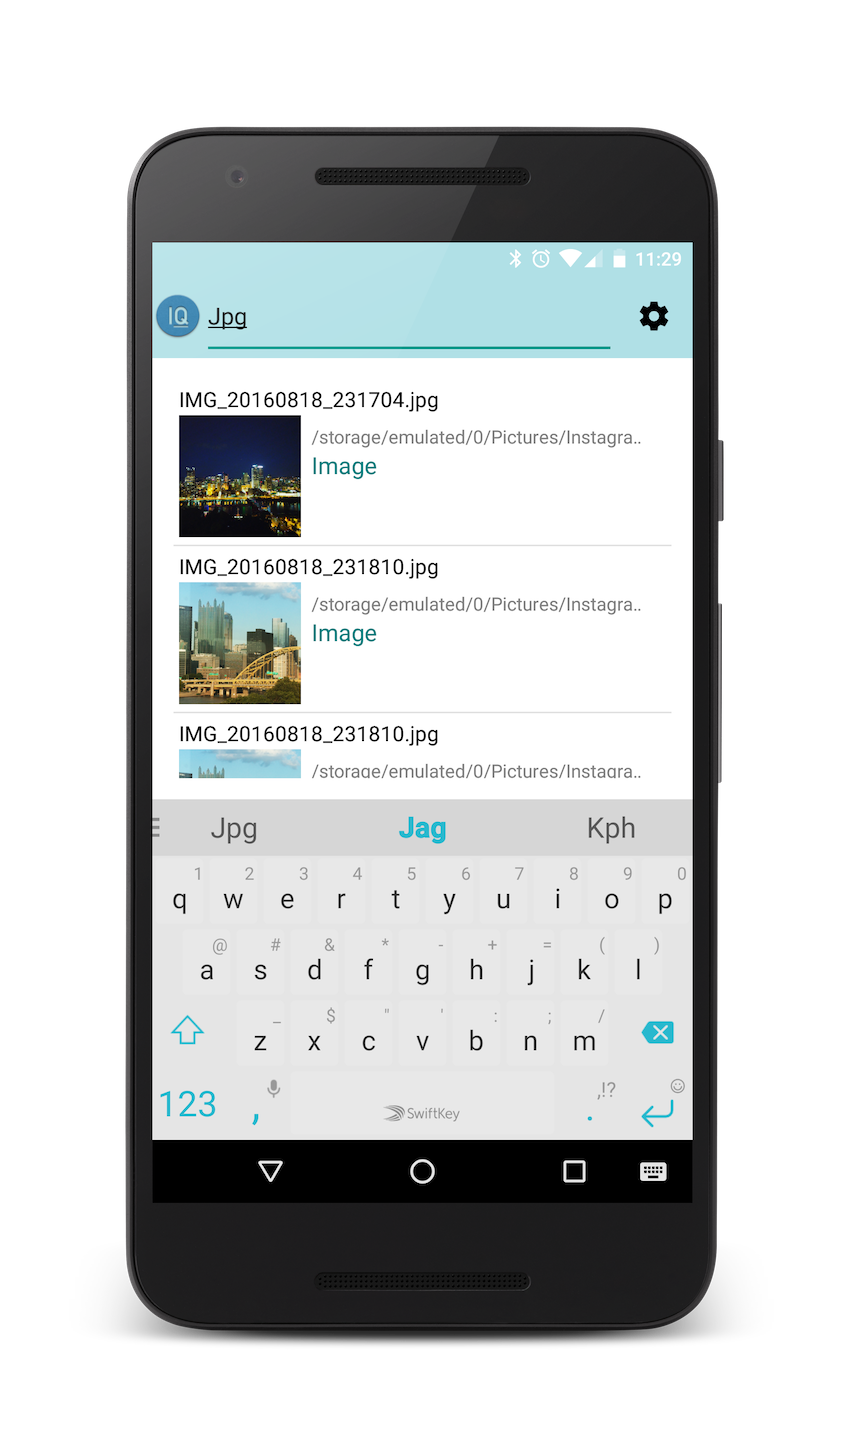 11:29
IQ Jpg
IMG_20160818_231704.jpg
/storage/emulated/0/Pictures/Instagra..
Image
IMG_20160818_231810.jpg
/storage/emulated/0/Pictures/Instagra..
Image
IMG_20160818_231810.jpg
/storage/emulated/0/Pictures/Instagra..
Jpg Jag Kph
1 2 3 4 5 6 7 8 9 0
q w e r t y u i o p
@ # & * - + = ( )
a s d f g h j k l
_ $ " ' : ; /
z x c v b n m
,!?
123 , SwiftKey .